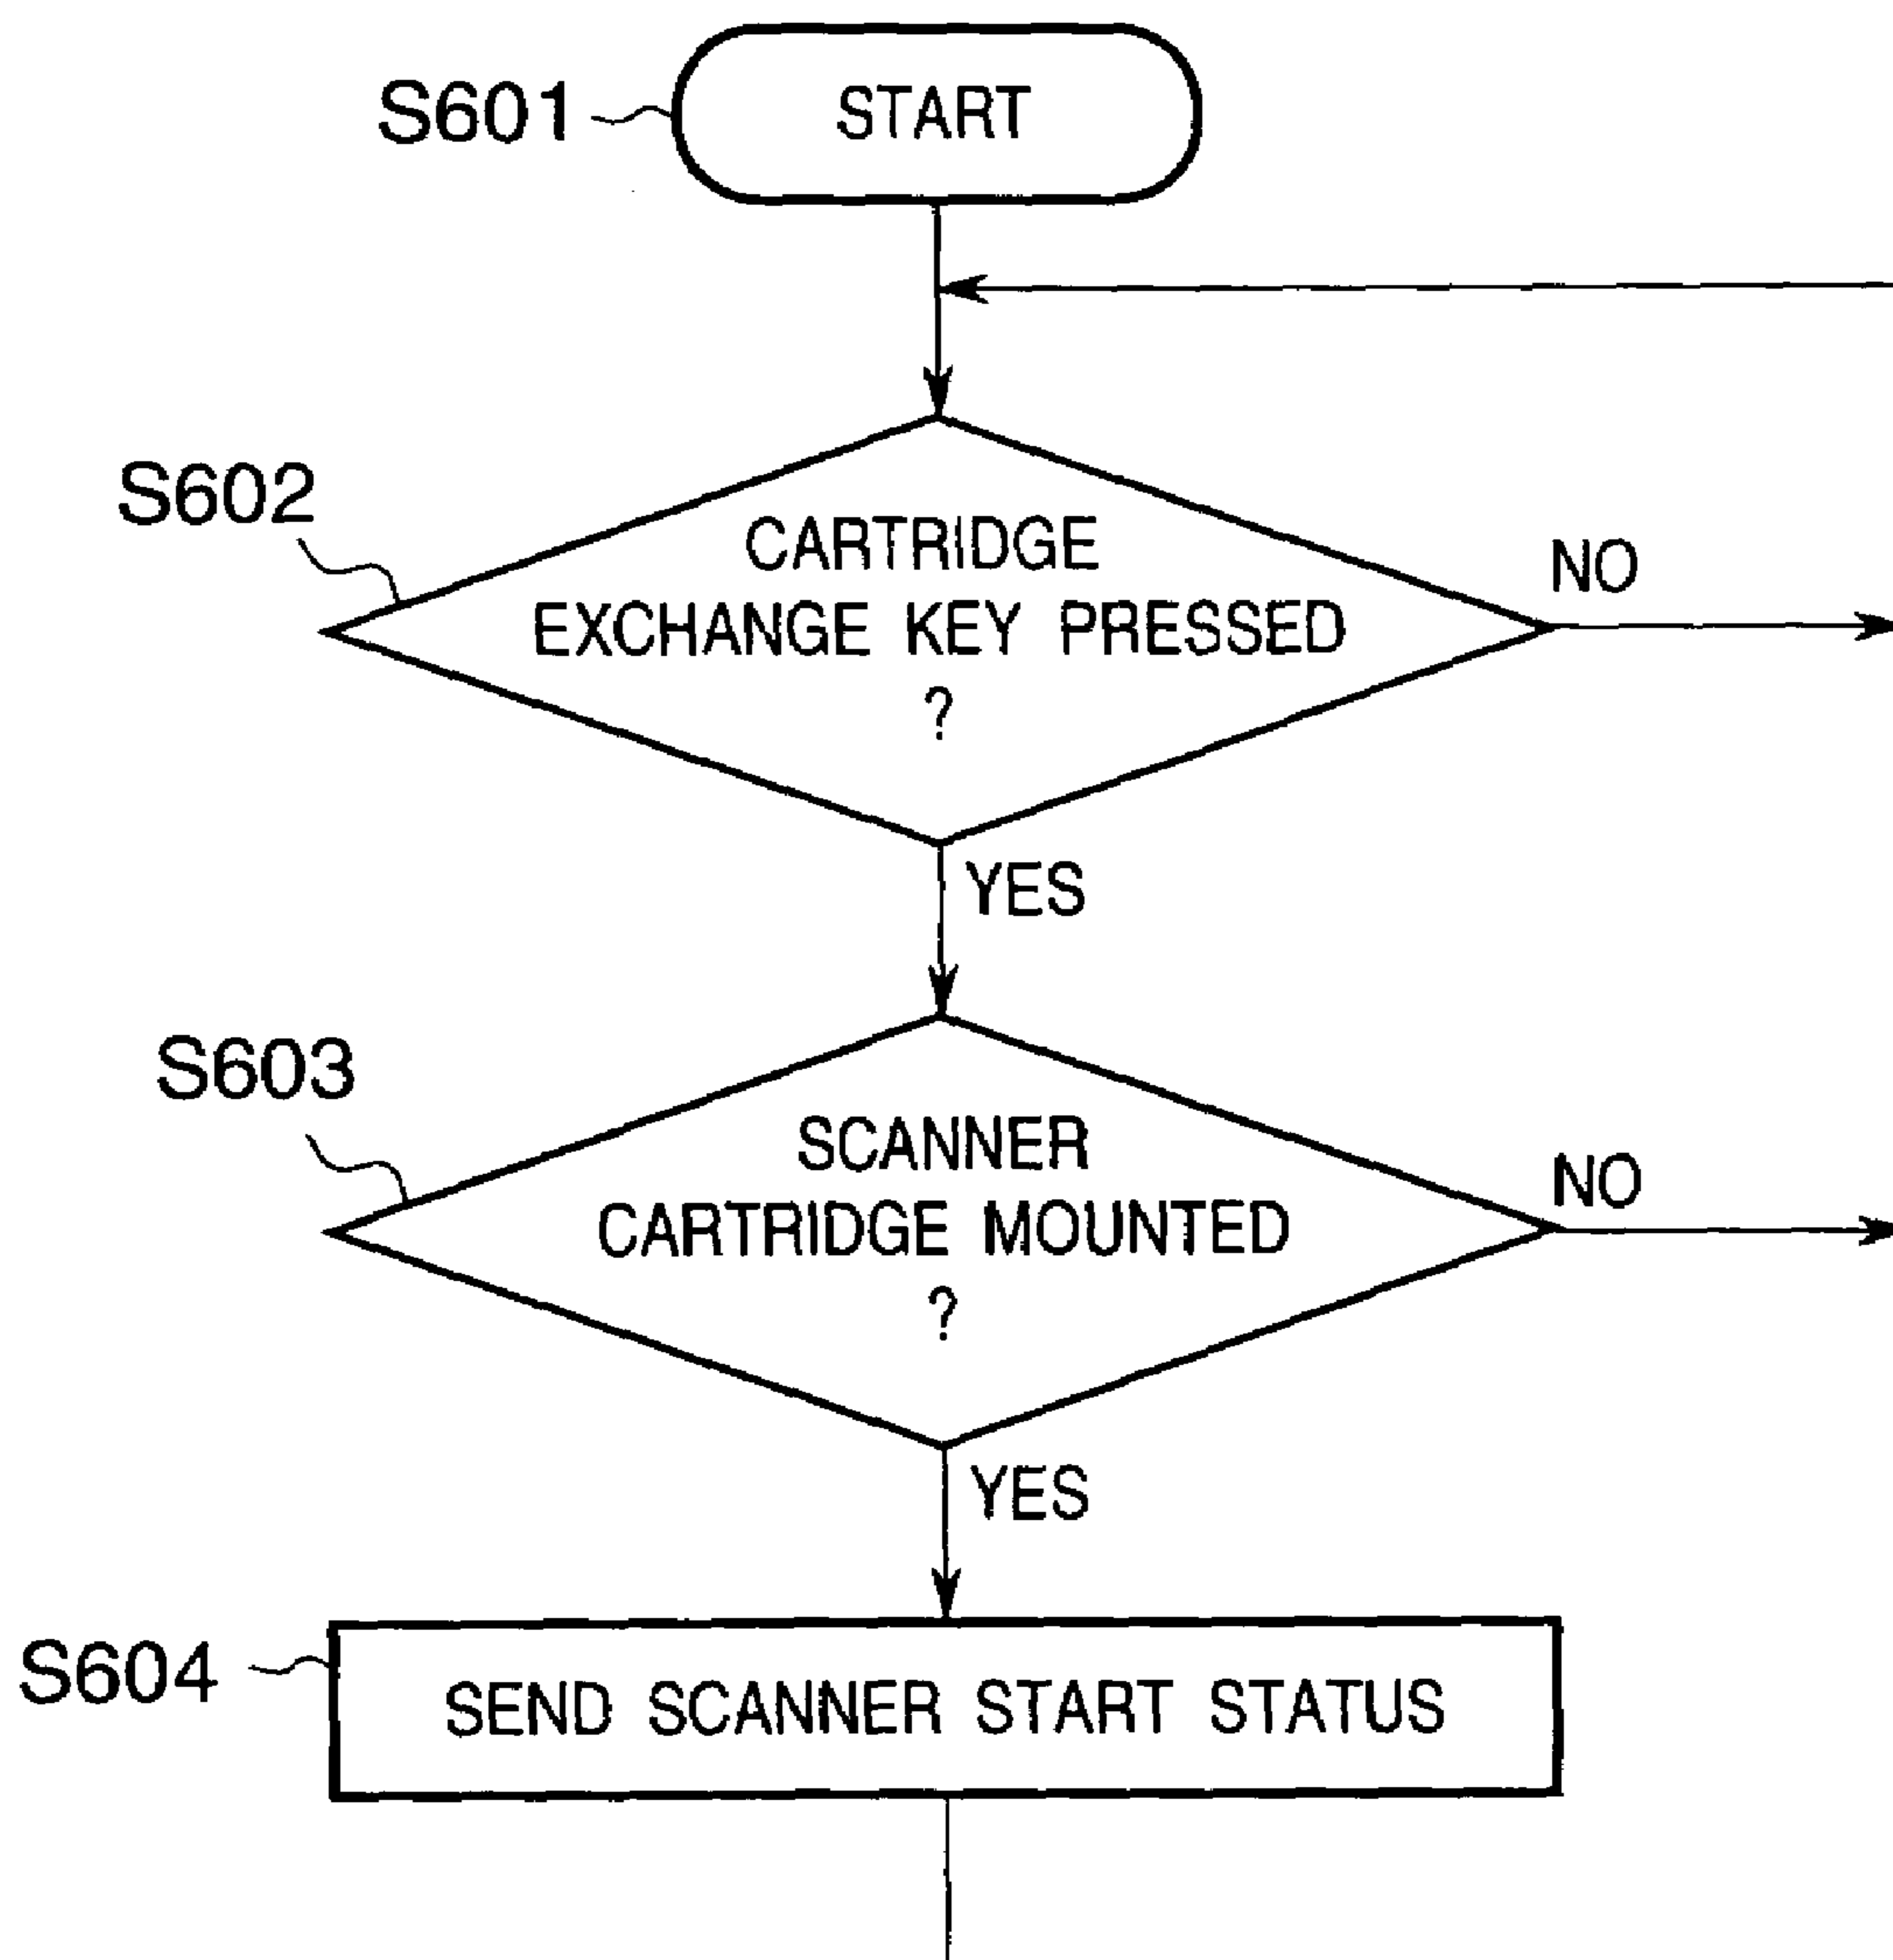 S601
START
S602
CARTRIDGE
EXCHANGE KEY PRESSED
?
NO
YES
S603
SCANNER
CARTRIDGE MOUNTED
?
NO
YES
S604
SEND SCANNER START STATUS